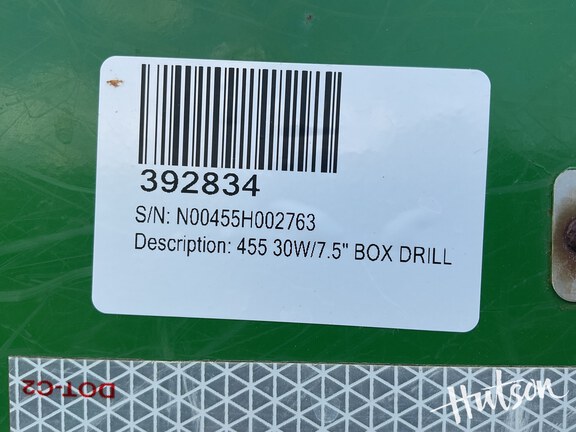 392834
S/N: N00455H002763
Description: 455 30W/7.5" BOX DRILL
DOT-C2
Hutson